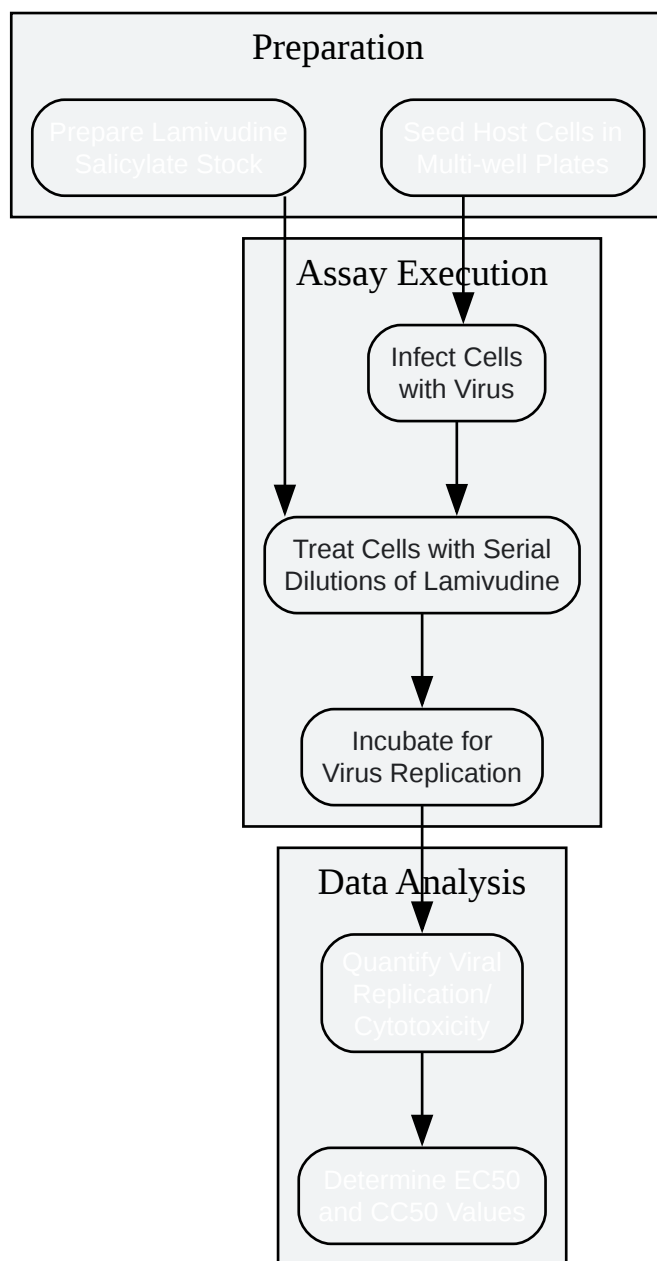 Preparation
Prepare Lamivudine
Salicylate Stock
Seed Host Cells in
Multi-well Plates
Assay Execution
Infect Cells
with Virus
Treat Cells with Serial
Dilutions of Lamivudine
Incubate for
Virus Replication
Data Analysis
Quantify Viral
Replication/
Cytotoxicity
Determine EC50
and CC50 Values